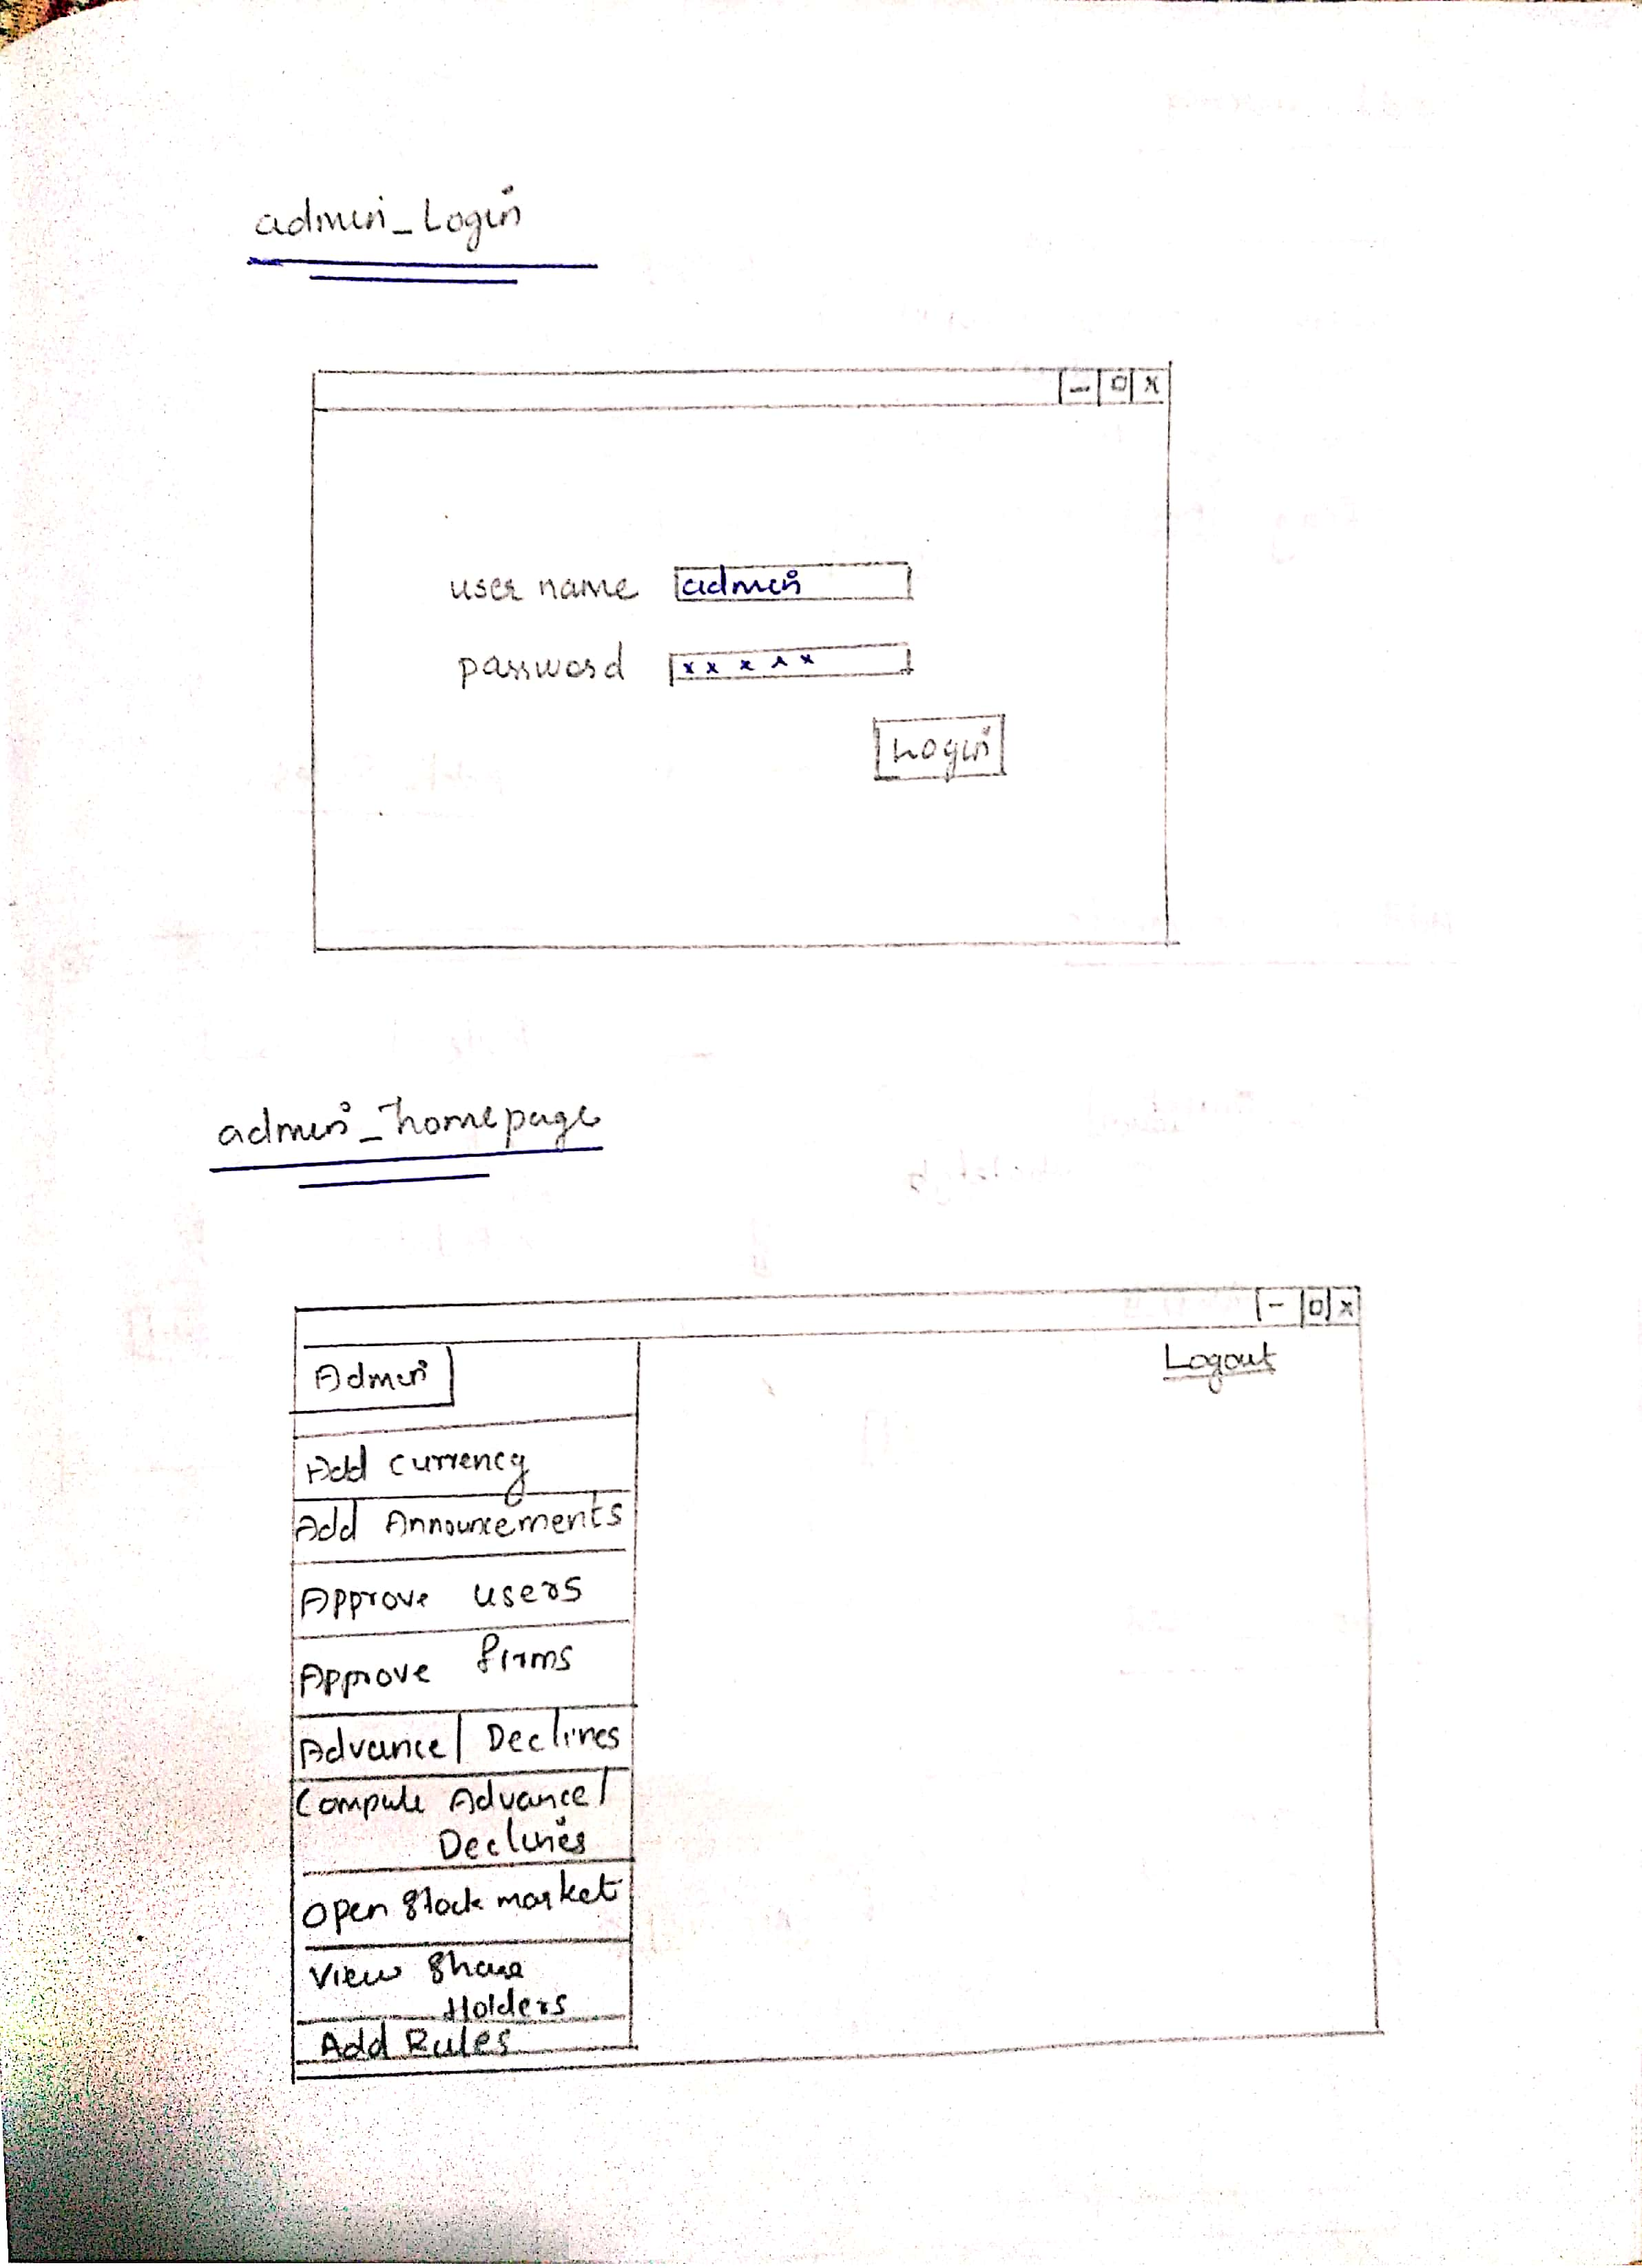 admin_Login
- o x
user name admin
password x x x x x
Login
admin_homepage
- o x
Logout
Admin
Add currency
Add Announcements
Approve users
Approve firms
Advance/ Declines
Compute Advance/
Declines
Open Stock market
View Share
Holders
Add Rules